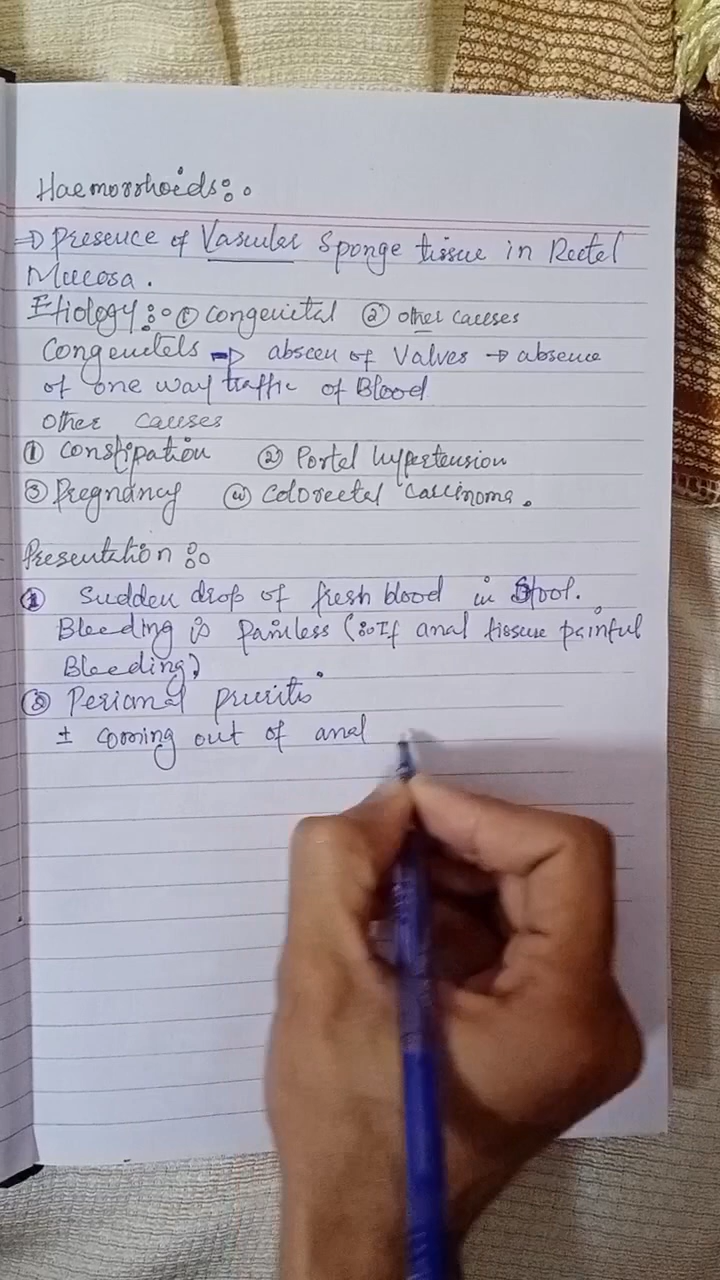 Haemorrhoids:-
⇒ Presence of Vascular Sponge tissue in Rectal
Mucosa.
Etiology:- ① Congenital ② other causes
Congenitals → absceu of Valves → absence
of one way traffic of Blood
other causes
① Constipation ② Portal hypertension
③ Pregnancy ④ Colorectal Carcinoma.
Presentation:-
① Sudden drop of fresh blood in Stool.
Bleeding is Painless (:- If anal tissue painful
Bleeding)
③ Perianal pruritis
± coming out of anal